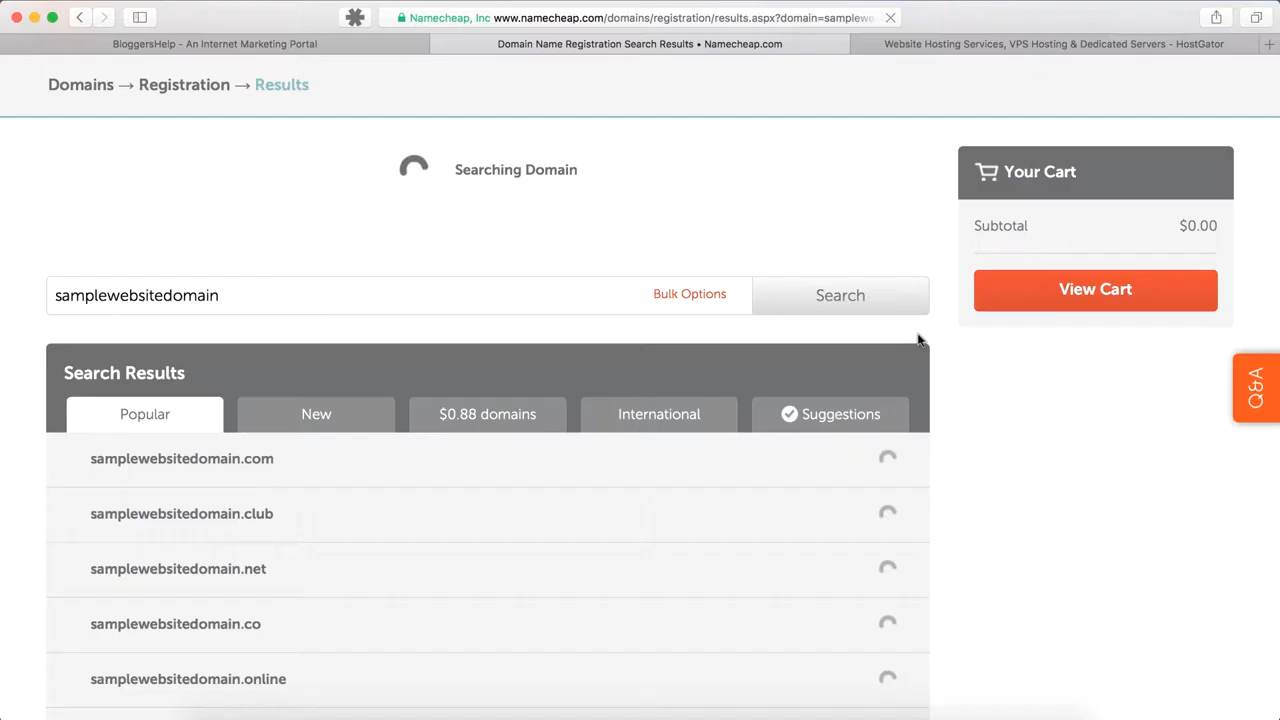 Namecheap, Inc www.namecheap.com/domains/registration/results.aspx?domain=samplewe
BloggersHelp - An Internet Marketing Portal
Domain Name Registration Search Results • Namecheap.com
Website Hosting Services, VPS Hosting & Dedicated Servers - HostGator
Domains → Registration → Results
Searching Domain
Your Cart
Subtotal $0.00
View Cart
samplewebsitedomain Bulk Options Search
Q&A
Search Results
Popular New $0.88 domains International Suggestions
samplewebsitedomain.com
samplewebsitedomain.club
samplewebsitedomain.net
samplewebsitedomain.co
samplewebsitedomain.online